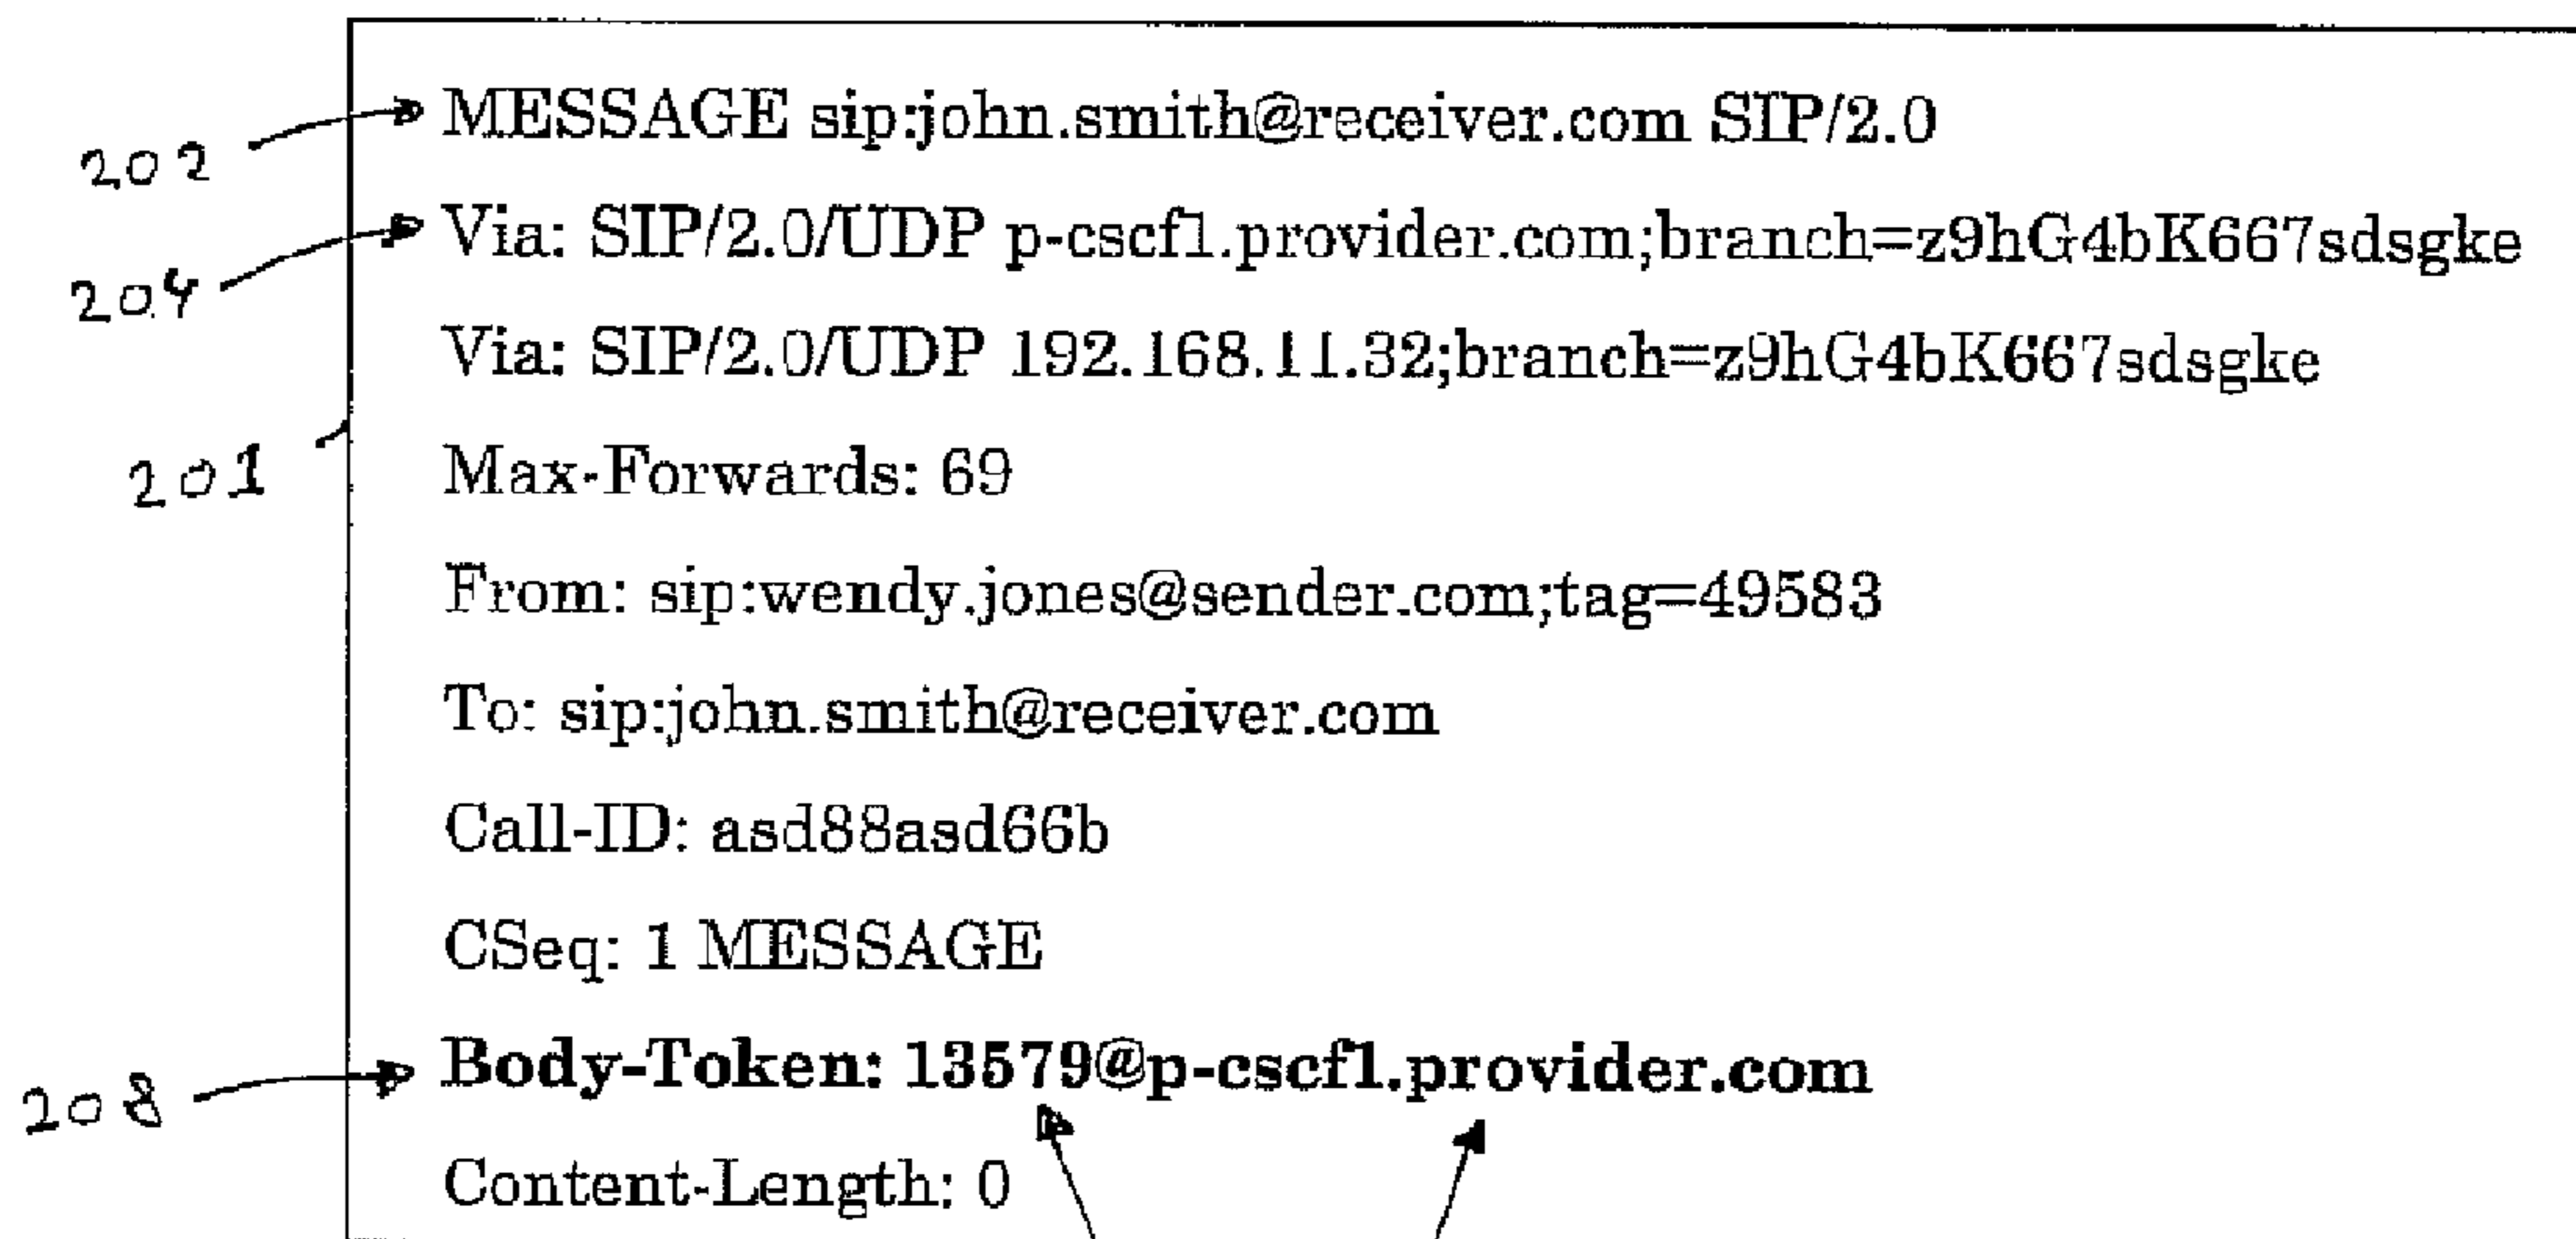 202 MESSAGE sip:john.smith@receiver.com SIP/2.0
204 Via: SIP/2.0/UDP p-cscf1.provider.com;branch=z9hG4bK667sdsgke
Via: SIP/2.0/UDP 192.168.11.32;branch=z9hG4bK667sdsgke
201 Max-Forwards: 69
From: sip:wendy.jones@sender.com;tag=49583
To: sip:john.smith@receiver.com
Call-ID: asd88asd66b
CSeq: 1 MESSAGE
208 Body-Token: 13579@p-cscf1.provider.com
Content-Length: 0